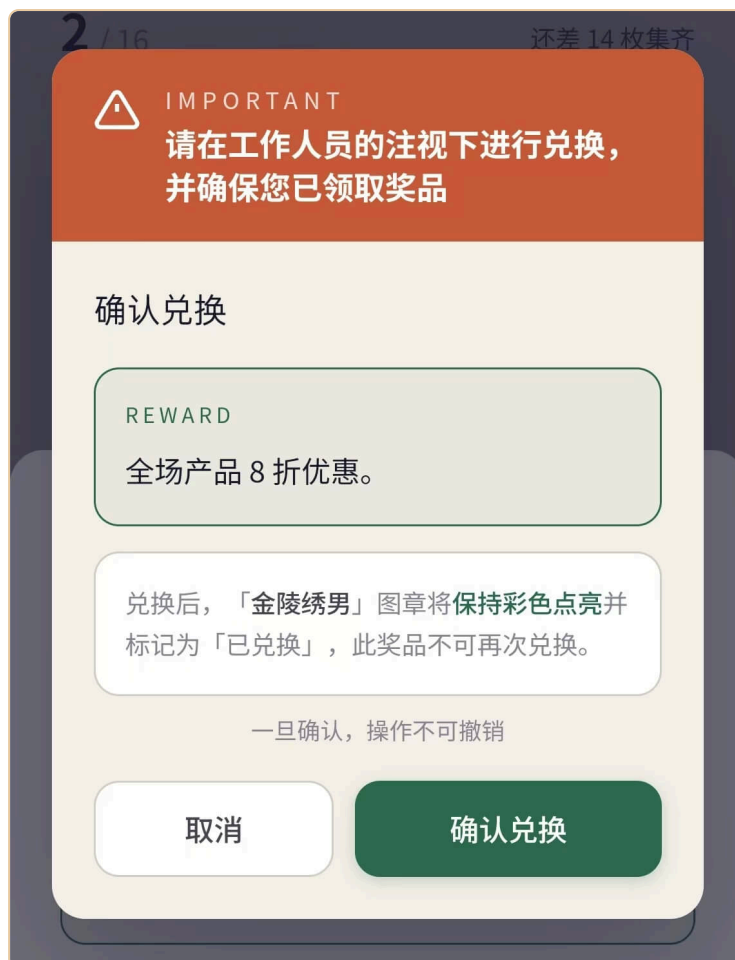 2 / 16
还差 14 枚集齐
IMPORTANT
请在工作人员的注视下进行兑换，
并确保您已领取奖品
确认兑换
REWARD
全场产品 8 折优惠。
兑换后，「金陵绣男」图章将保持彩色点亮并
标记为「已兑换」，此奖品不可再次兑换。
一旦确认，操作不可撤销
取消
确认兑换